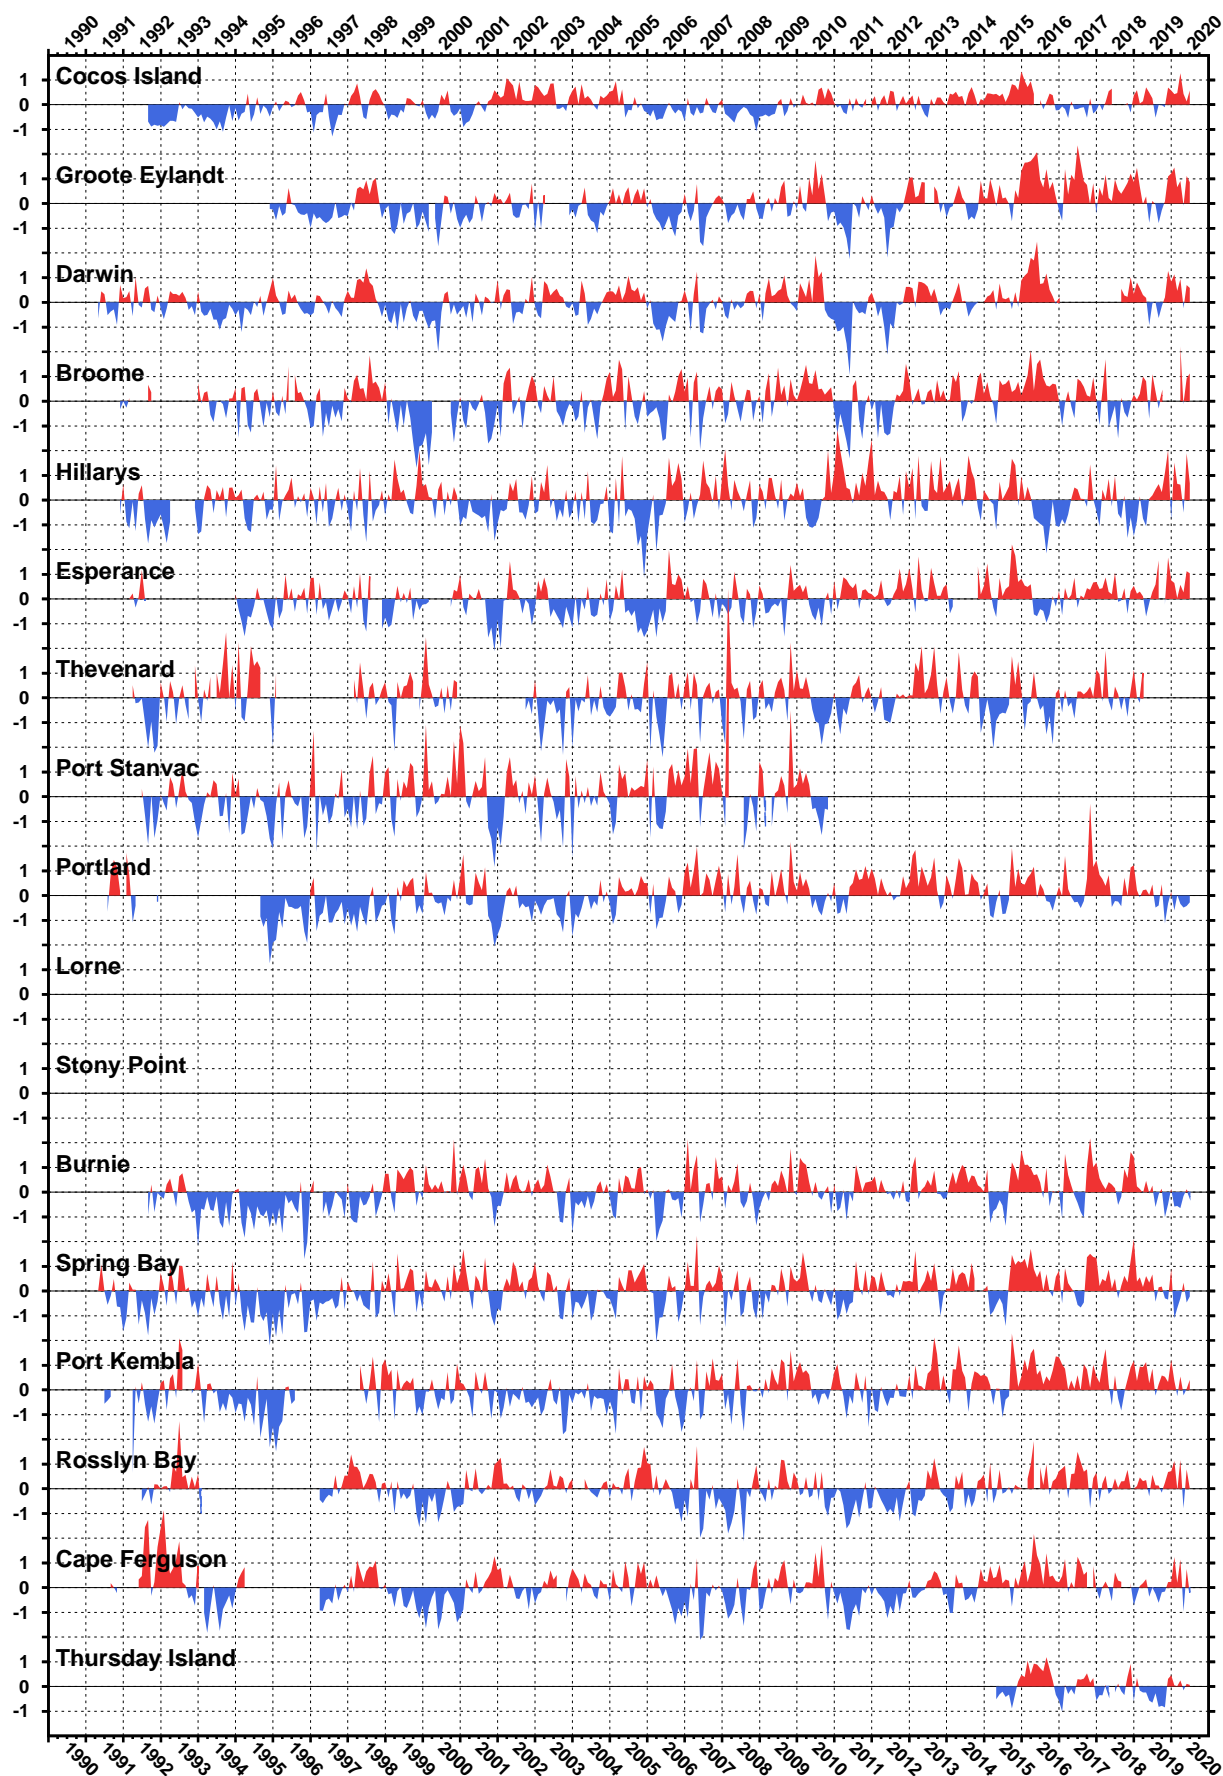 1990 1991 1992 1993 1994 1995 1996 1997 1998 1999 2000 2001 2002 2003 2004 2005 2006 2007 2008 2009 2010 2011 2012 2013 2014 2015 2016 2017 2018 2019 2020
Cocos Island
1
0
-1
Groote Eylandt
1
0
-1
Darwin
1
0
-1
Broome
1
0
-1
Hillarys
1
0
-1
Esperance
1
0
-1
Thevenard
1
0
-1
Port Stanvac
1
0
-1
Portland
1
0
-1
Lorne
1
0
-1
Stony Point
1
0
-1
Burnie
1
0
-1
Spring Bay
1
0
-1
Port Kembla
1
0
-1
Rosslyn Bay
1
0
-1
Cape Ferguson
1
0
-1
Thursday Island
1
0
-1
1990 1991 1992 1993 1994 1995 1996 1997 1998 1999 2000 2001 2002 2003 2004 2005 2006 2007 2008 2009 2010 2011 2012 2013 2014 2015 2016 2017 2018 2019 2020